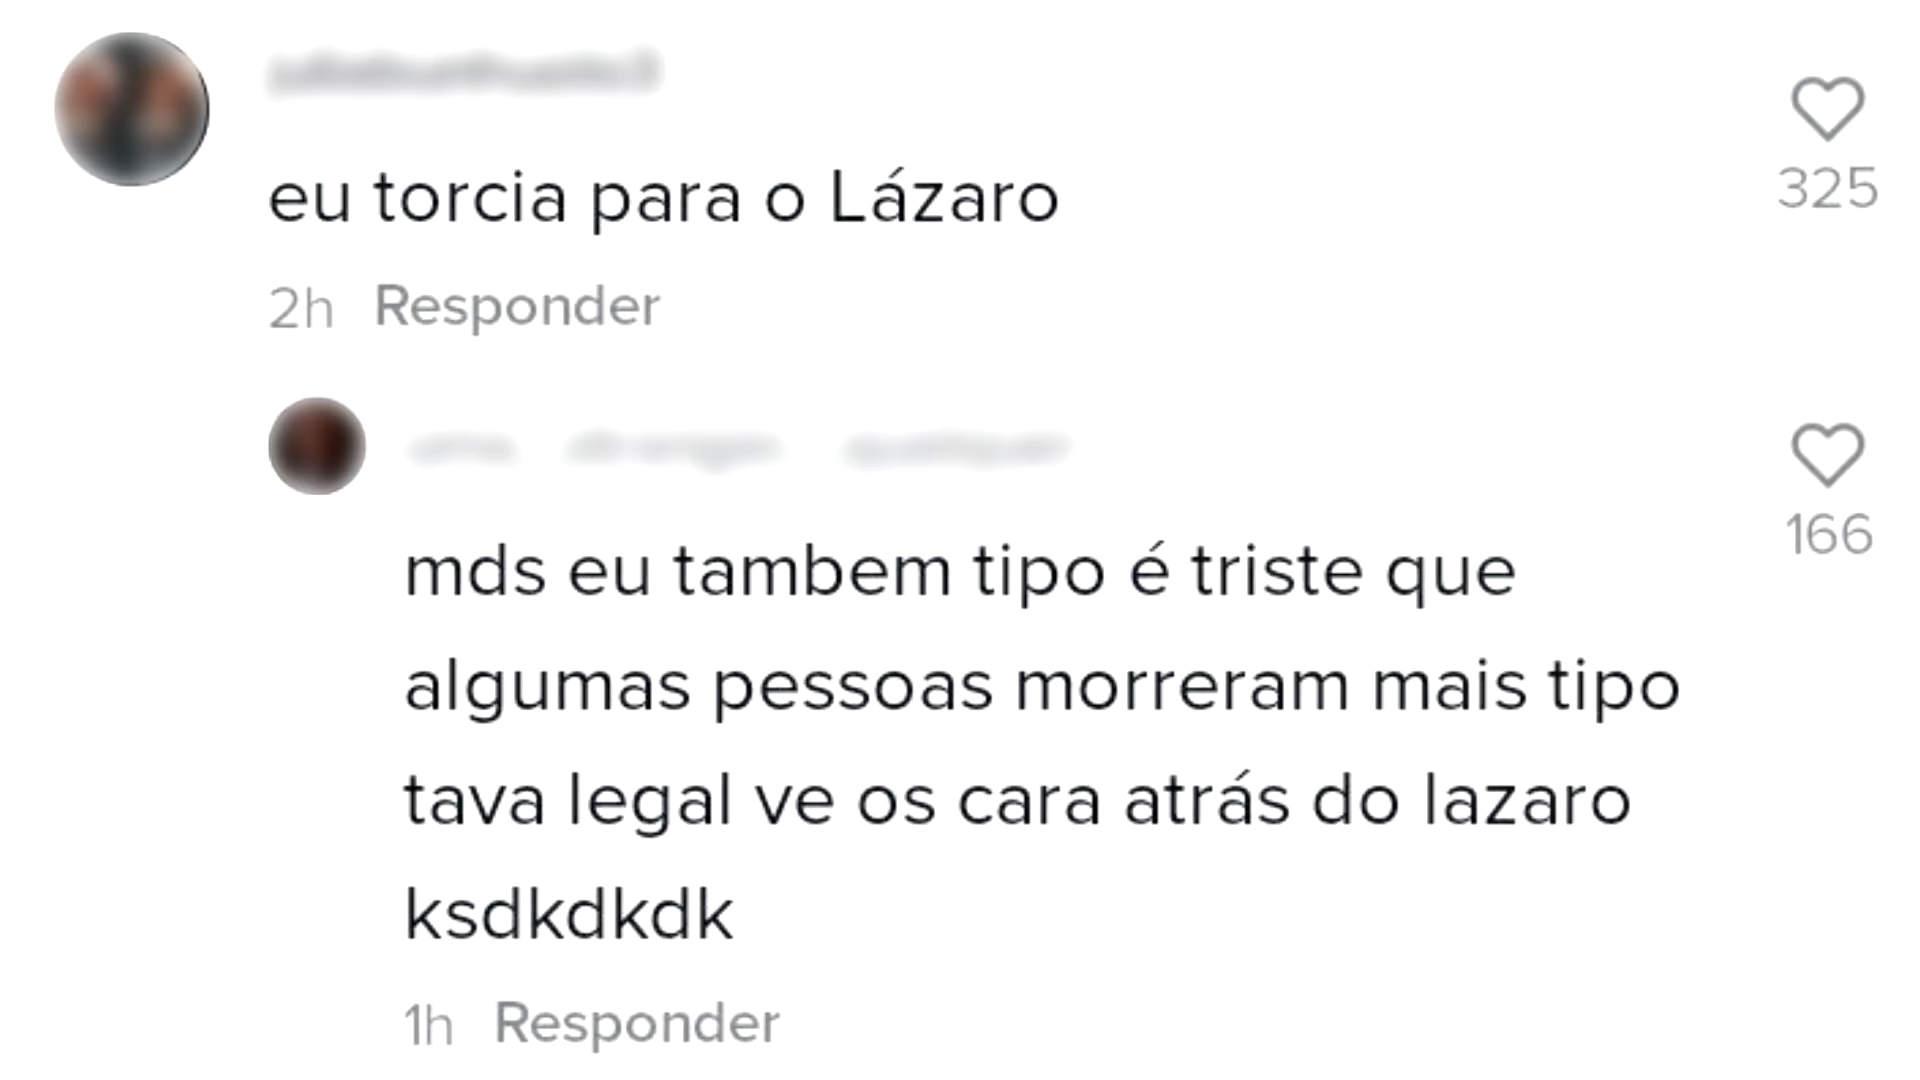 eu torcia para o Lázaro
325
2h Responder
mds eu tambem tipo é triste que
166
algumas pessoas morreram mais tipo
tava legal ve os cara atrás do lazaro
ksdkdkdk
1h Responder